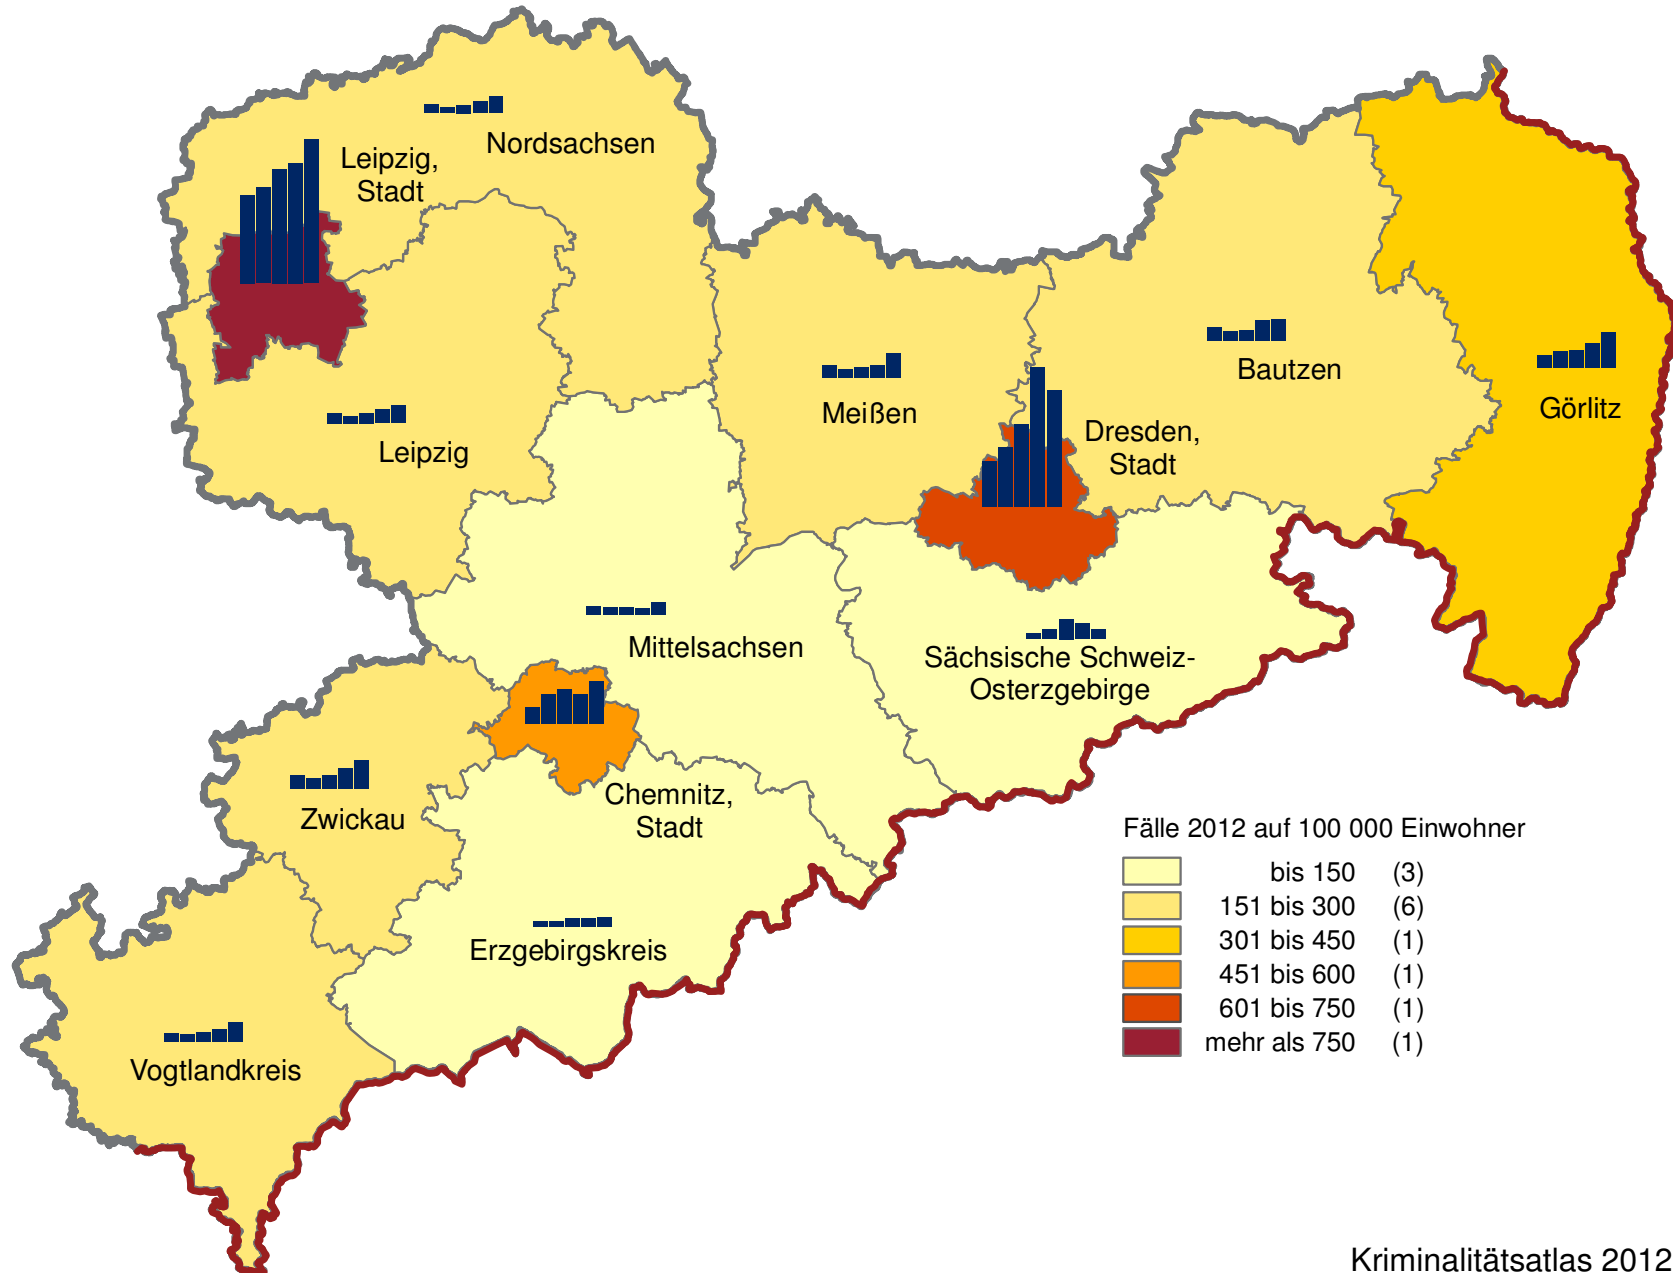 Nordsachsen
Leipzig,
Stadt
Leipzig
Meißen
Dresden,
Stadt
Bautzen
Görlitz
Mittelsachsen
Sächsische Schweiz-
Osterzgebirge
Zwickau
Chemnitz,
Stadt
Erzgebirgskreis
Vogtlandkreis
Fälle 2012 auf 100 000 Einwohner
bis 150 (3)
151 bis 300 (6)
301 bis 450 (1)
451 bis 600 (1)
601 bis 750 (1)
mehr als 750 (1)
Kriminalitätsatlas 2012